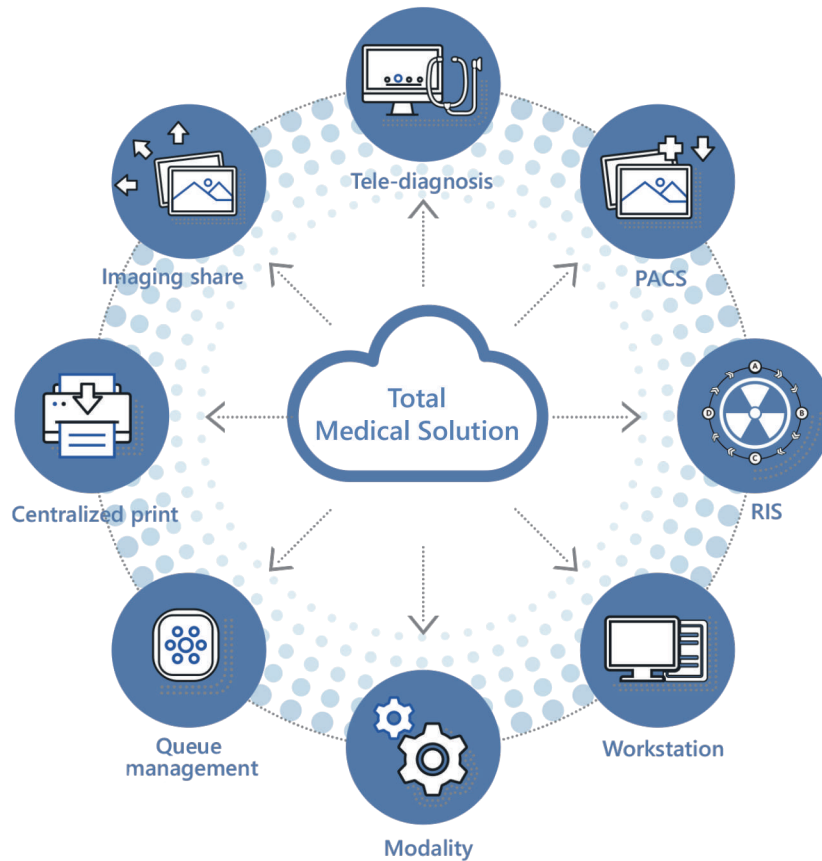 Tele-diagnosis
Imaging share
PACS
Total
Medical Solution
A
D
B
C
Centralized print
RIS
Queue
management
Workstation
Modality